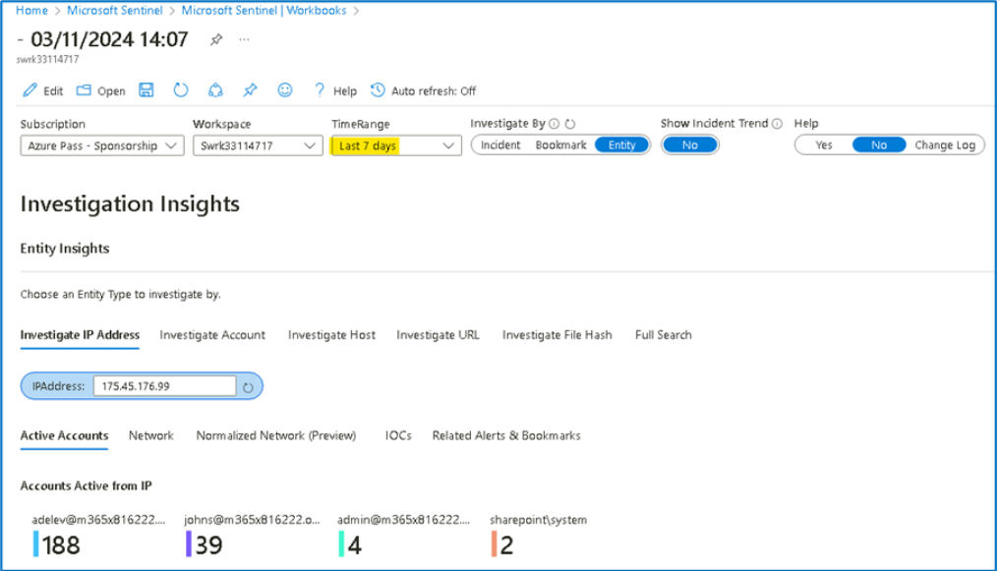 Home > Microsoft Sentinel > Microsoft Sentinel | Workbooks >
- 03/11/2024 14:07 ...
swrk33114717
Edit Open ? Help Auto refresh: Off
Subscription Workspace TimeRange Investigate By Show Incident Trend Help
Azure Pass - Sponsorship Swrk33114717 Last 7 days Incident Bookmark Entity No Yes No Change Log
Investigation Insights
Entity Insights
Choose an Entity Type to investigate by.
Investigate IP Address Investigate Account Investigate Host Investigate URL Investigate File Hash Full Search
IPAddress: 175.45.176.99
Active Accounts Network Normalized Network (Preview) IOCs Related Alerts & Bookmarks
Accounts Active from IP
adelev@m365x816222.... johns@m365x816222.o... admin@m365x816222.... sharepoint\system
188 39 4 2